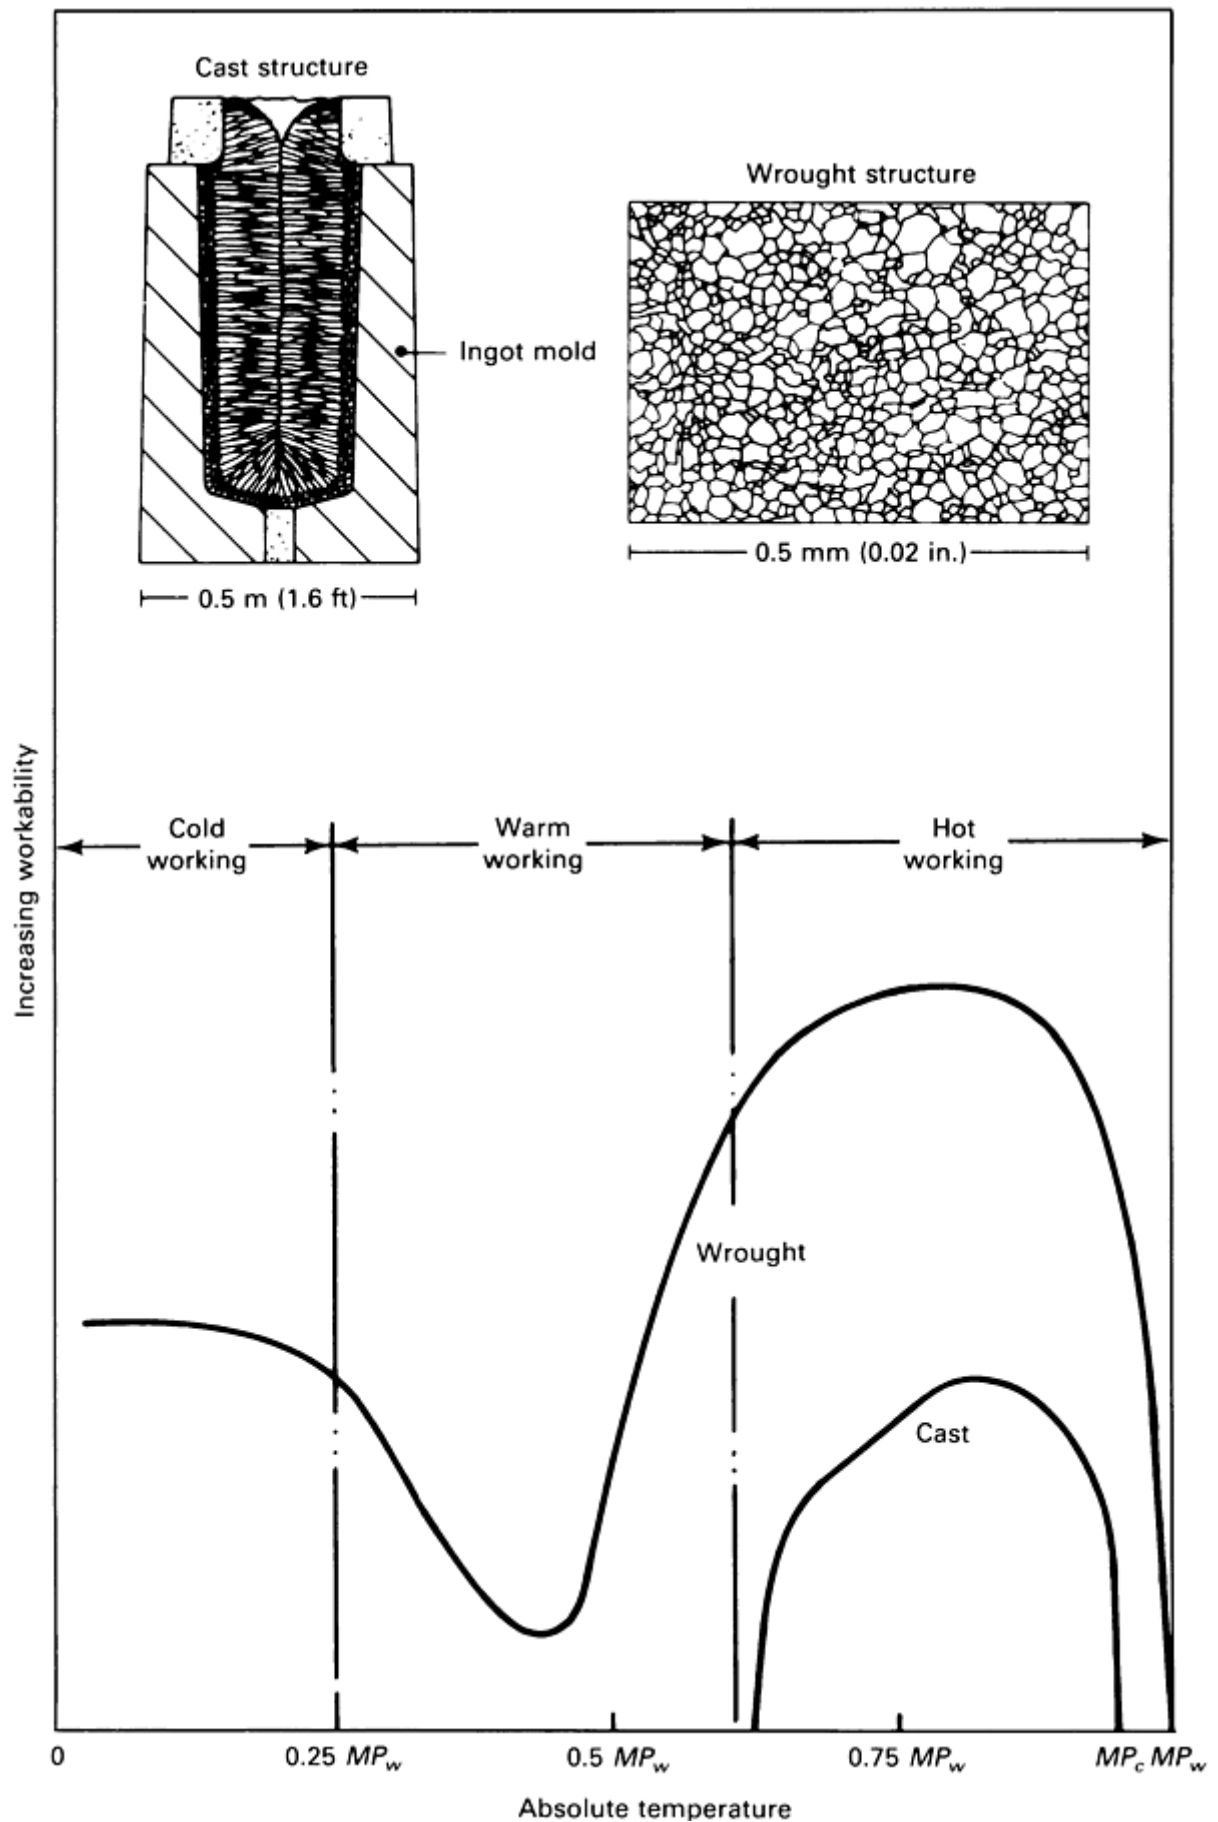 Cast structure
Wrought structure
Ingot mold
0.5 mm (0.02 in.)
0.5 m (1.6 ft)
Increasing workability
Cold
working
Warm
working
Hot
working
Wrought
Cast
0
0.25 MPw
0.5 MPw
0.75 MPw
MPc MPw
Absolute temperature